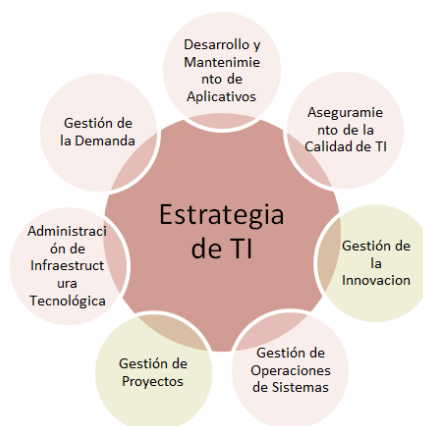 Desarrollo y
Mantenimie
nto de
Aplicativos
Aseguramie
nto de la
Calidad de TI
Gestión de
la
Innovacion
Gestión de
Operaciones
de Sistemas
Gestión de
Proyectos
Administraci
ón de
Infraestruct
ura
Tecnológica
Gestión de
la Demanda
Estrategia
de TI